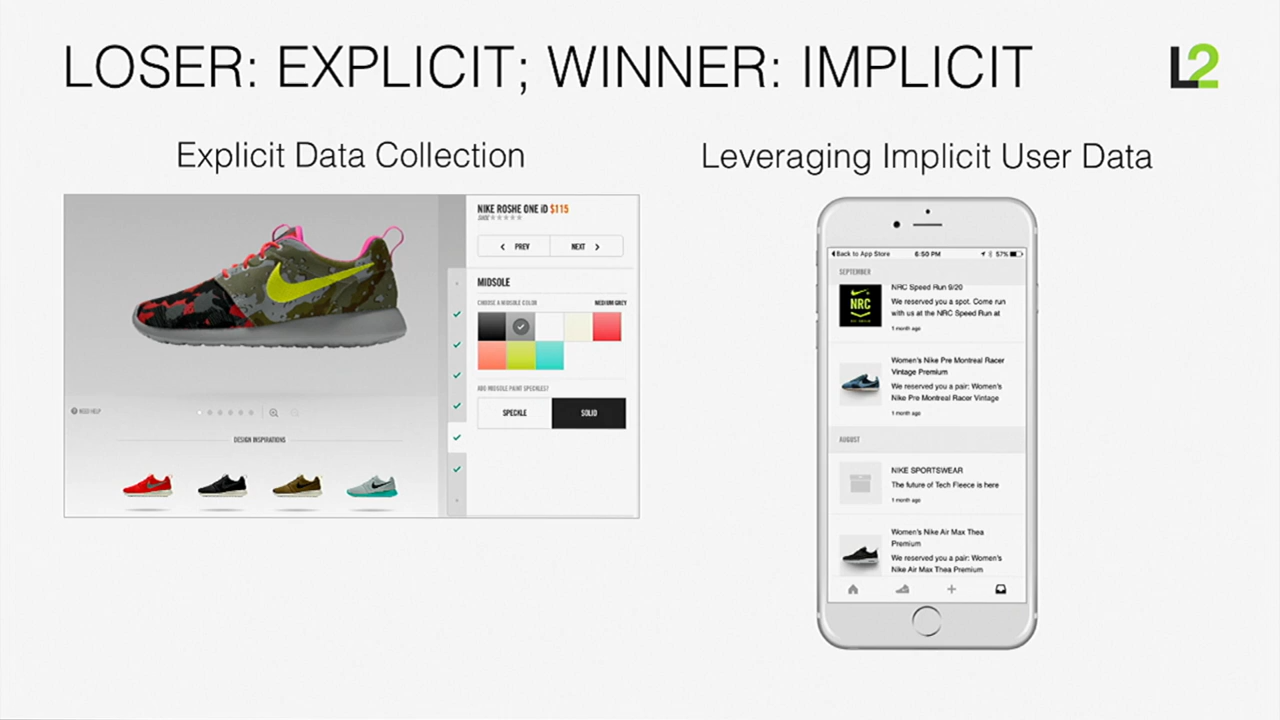 LOSER: EXPLICIT; WINNER: IMPLICIT
L2
Explicit Data Collection
NIKE ROSHE ONE iD $115
PREV
NEXT
MIDSOLE
CHOOSE A MIDSOLE COLOR
MEDIUM GREY
ADD MIDSOLE PAINT SPECKLES?
SPECKLE
SOLID
NEED HELP
DESIGN INSPIRATIONS
Leveraging Implicit User Data
Back to App Store
6:50 PM
57%
SEPTEMBER
NRC
NRC Speed Run 9/20
We reserved you a spot. Come run
with us at the NRC Speed Run at
1 month ago
Women's Nike Pre Montreal Racer
Vintage Premium
We reserved you a pair: Women's
Nike Pre Montreal Racer Vintage
1 month ago
AUGUST
NIKE SPORTSWEAR
The future of Tech Fleece is here
1 month ago
Women's Nike Air Max Thea
Premium
We reserved you a pair: Women's
Nike Air Max Thea Premium